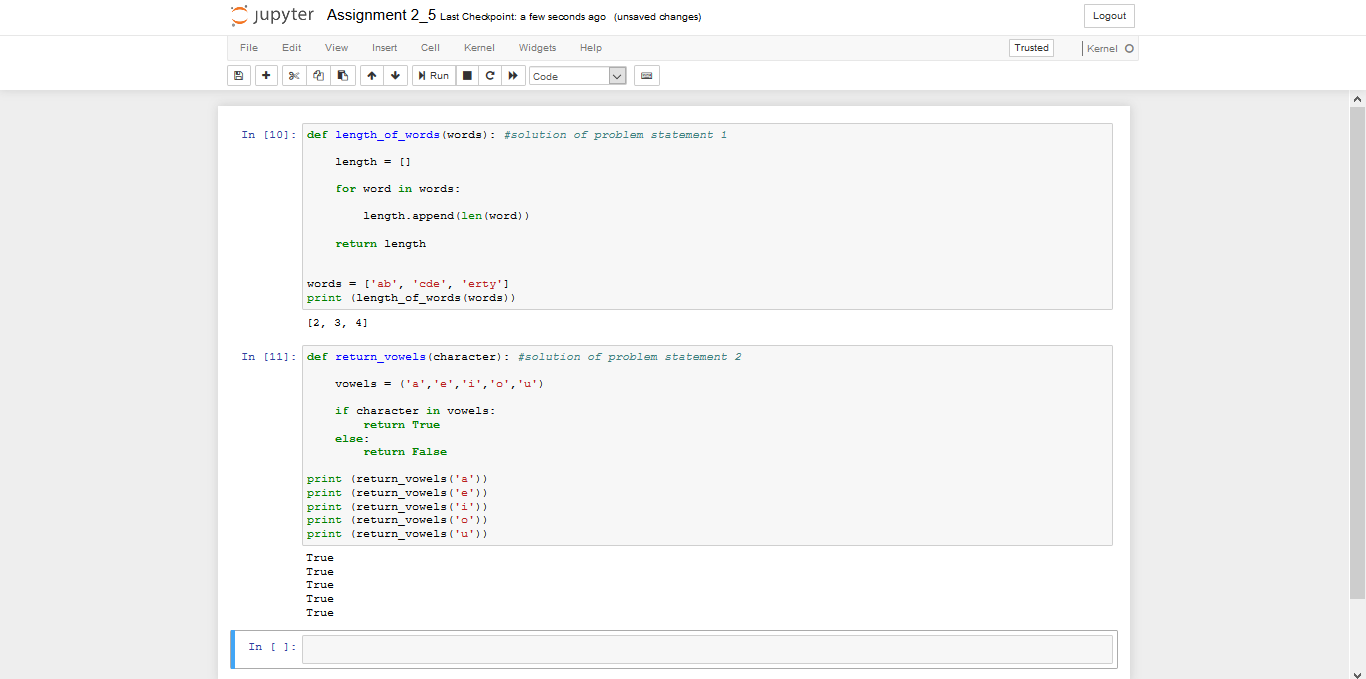 jupyter Assignment 2_5 Last Checkpoint: a few seconds ago (unsaved changes) Logout
File Edit View Insert Cell Kernel Widgets Help Trusted Kernel
Run Code
In [10]: def length_of_words(words): #solution of problem statement 1
length = []
for word in words:
length.append(len(word))
return length
words = ['ab', 'cde', 'erty']
print (length_of_words(words))
[2, 3, 4]
In [11]: def return_vowels(character): #solution of problem statement 2
vowels = ('a','e','i','o','u')
if character in vowels:
return True
else:
return False
print (return_vowels('a'))
print (return_vowels('e'))
print (return_vowels('i'))
print (return_vowels('o'))
print (return_vowels('u'))
True
True
True
True
True
In [ ]: